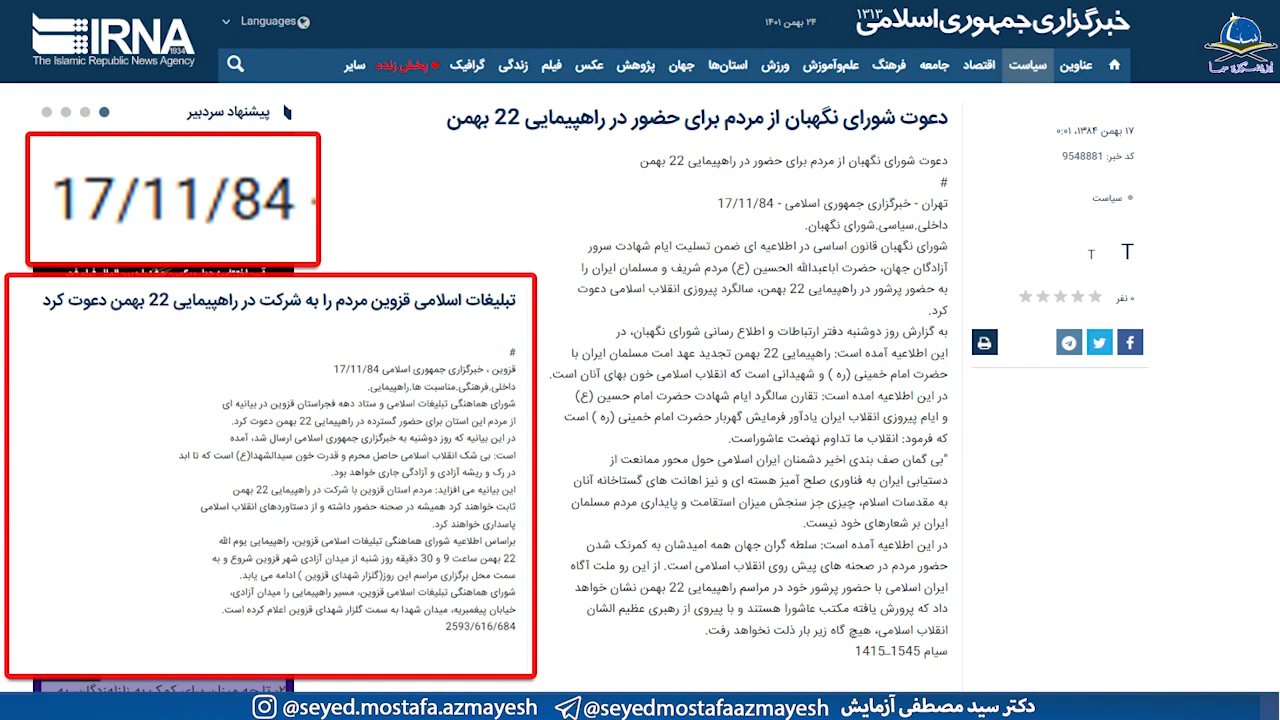 IRNA
1934
The Islamic Republic News Agency
Languages
۲۴ بهمن ۱۴۰۱
خبرگزاری جمهوری اسلامی ۱۳۱۳
عناوین سیاست اقتصاد جامعه فرهنگ علم‌وآموزش ورزش استان‌ها جهان پژوهش عکس فیلم زندگی گرافیک پخش زنده سایر
پیشنهاد سردبیر
17/11/84 -
دعوت شورای نگهبان از مردم برای حضور در راهپیمایی 22 بهمن
۱۷ بهمن ۱۳۸۴، ۰:۰۱
کد خبر: 9548881
سیاست
T T
۰ نفر
دعوت شورای نگهبان از مردم برای حضور در راهپیمایی 22 بهمن
#
تهران - خبرگزاری جمهوری اسلامی - 17/11/84
داخلی.سیاسی.شورای نگهبان.
شورای نگهبان قانون اساسی در اطلاعیه ای ضمن تسلیت ایام شهادت سرور
آزادگان جهان، حضرت اباعبدالله الحسین (ع) مردم شریف و مسلمان ایران را
به حضور پرشور در راهپیمایی 22 بهمن، سالگرد پیروزی انقلاب اسلامی دعوت
کرد.
به گزارش روز دوشنبه دفتر ارتباطات و اطلاع رسانی شورای نگهبان، در
این اطلاعیه آمده است: راهپیمایی 22 بهمن تجدید عهد امت مسلمان ایران با
حضرت امام خمینی (ره ) و شهیدانی است که انقلاب اسلامی خون بهای آنان است.
در این اطلاعیه امده است: تقارن سالگرد ایام شهادت حضرت امام حسین (ع)
و ایام پیروزی انقلاب ایران یادآور فرمایش گهربار حضرت امام خمینی (ره ) است
که فرمود: انقلاب ما تداوم نهضت عاشوراست.
"بی گمان صف بندی اخیر دشمنان ایران اسلامی حول محور ممانعت از
دستیابی ایران به فناوری صلح آمیز هسته ای و نیز اهانت های گستاخانه آنان
به مقدسات اسلام، چیزی جز سنجش میزان استقامت و پایداری مردم مسلمان
ایران بر شعارهای خود نیست.
در این اطلاعیه آمده است: سلطه گران جهان همه امیدشان به کمرنگ شدن
حضور مردم در صحنه های پیش روی انقلاب اسلامی است. از این رو ملت آگاه
ایران اسلامی با حضور پرشور خود در مراسم راهپیمایی 22 بهمن نشان خواهد
داد که پرورش یافته مکتب عاشورا هستند و با پیروی از رهبری عظیم الشان
انقلاب اسلامی، هیچ گاه زیر بار ذلت نخواهد رفت.
سیام 1545ـ1415
تبلیغات اسلامی قزوین مردم را به شرکت در راهپیمایی 22 بهمن دعوت کرد
#
قزوین ، خبرگزاری جمهوری اسلامی 17/11/84
داخلی.فرهنگی.مناسبت ها.راهپیمایی.
شورای هماهنگی تبلیغات اسلامی و ستاد دهه فجراستان قزوین در بیانیه ای
از مردم این استان برای حضور گسترده در راهپیمایی 22 بهمن دعوت کرد.
در این بیانیه که روز دوشنبه به خبرگزاری جمهوری اسلامی ارسال شد، آمده
است: بی شک انقلاب اسلامی حاصل محرم و قدرت خون سیدالشهدا(ع) است که تا ابد
در رک و ریشه آزادی و آزادگی جاری خواهد بود.
این بیانیه می افزاید: مردم استان قزوین با شرکت در راهپیمایی 22 بهمن
ثابت خواهند کرد همیشه در صحنه حضور داشته و از دستاوردهای انقلاب اسلامی
پاسداری خواهند کرد.
براساس اطلاعیه شورای هماهنگی تبلیغات اسلامی قزوین، راهپیمایی یوم الله
22 بهمن ساعت 9 و 30 دقیقه روز شنبه از میدان آزادی شهر قزوین شروع و به
سمت محل برگزاری مراسم این روز(گلزار شهدای قزوین ) ادامه می یابد.
شورای هماهنگی تبلیغات اسلامی قزوین، مسیر راهپیمایی را میدان آزادی،
خیابان پیغمبریه، میدان شهدا به سمت گلزار شهدای قزوین اعلام کرده است.
2593/616/684
@seyed.mostafa.azmayesh @seyedmostafaazmayesh دکتر سید مصطفی آزمایش